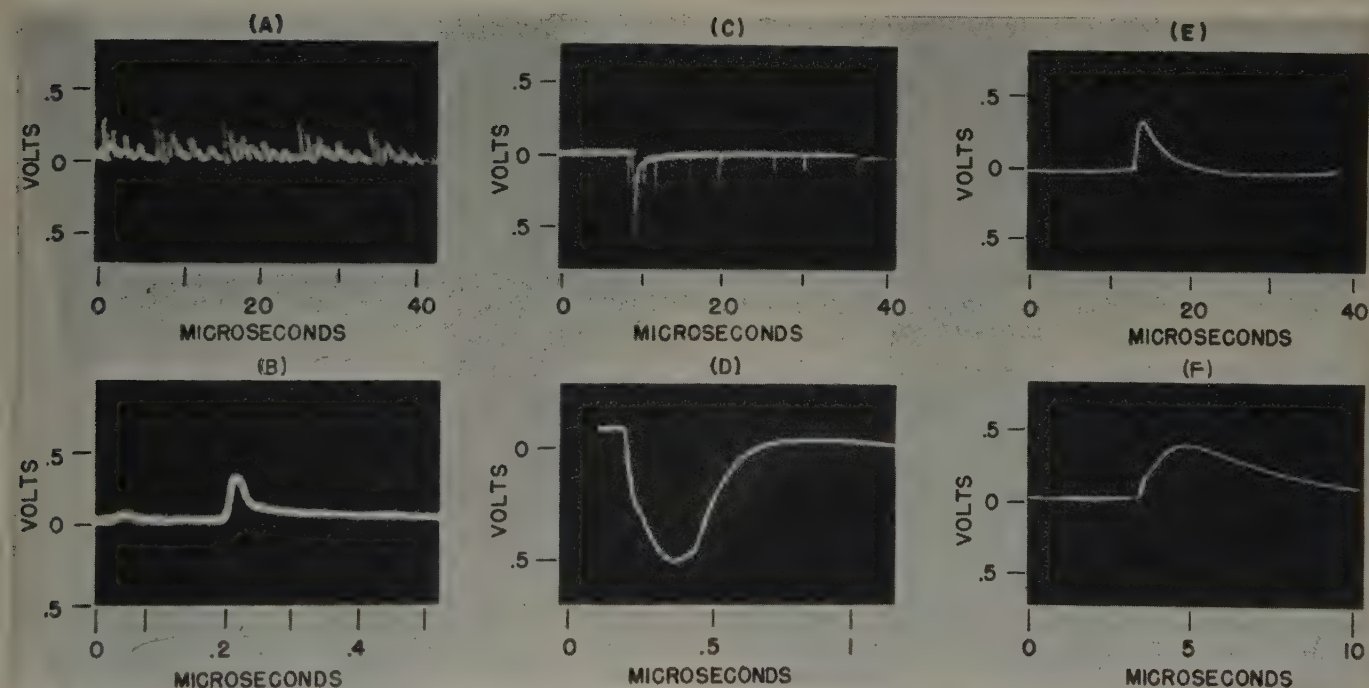 (A)
VOLTS
.5
0
.5
0 20 40
MICROSECONDS
(B)
VOLTS
.5
0
.5
0 .2 .4
MICROSECONDS
(C)
VOLTS
.5
0
.5
0 20 40
MICROSECONDS
(D)
VOLTS
0
.5
0 .5 1
MICROSECONDS
(E)
VOLTS
.5
0
.5
0 20 40
MICROSECONDS
(F)
VOLTS
.5
0
.5
0 5 10
MICROSECONDS